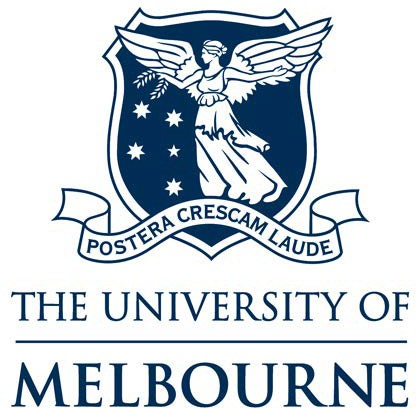 POSTERA CRESCAM LAUDE
THE UNIVERSITY OF
MELBOURNE